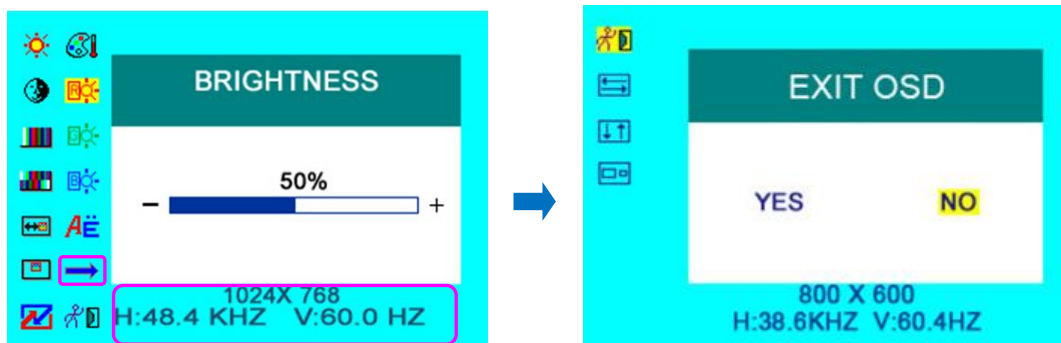 BRIGHTNESS
R
G
B
50%
− +
AË
1024X 768
H:48.4 KHZ V:60.0 HZ
EXIT OSD
YES NO
800 X 600
H:38.6KHZ V:60.4HZ